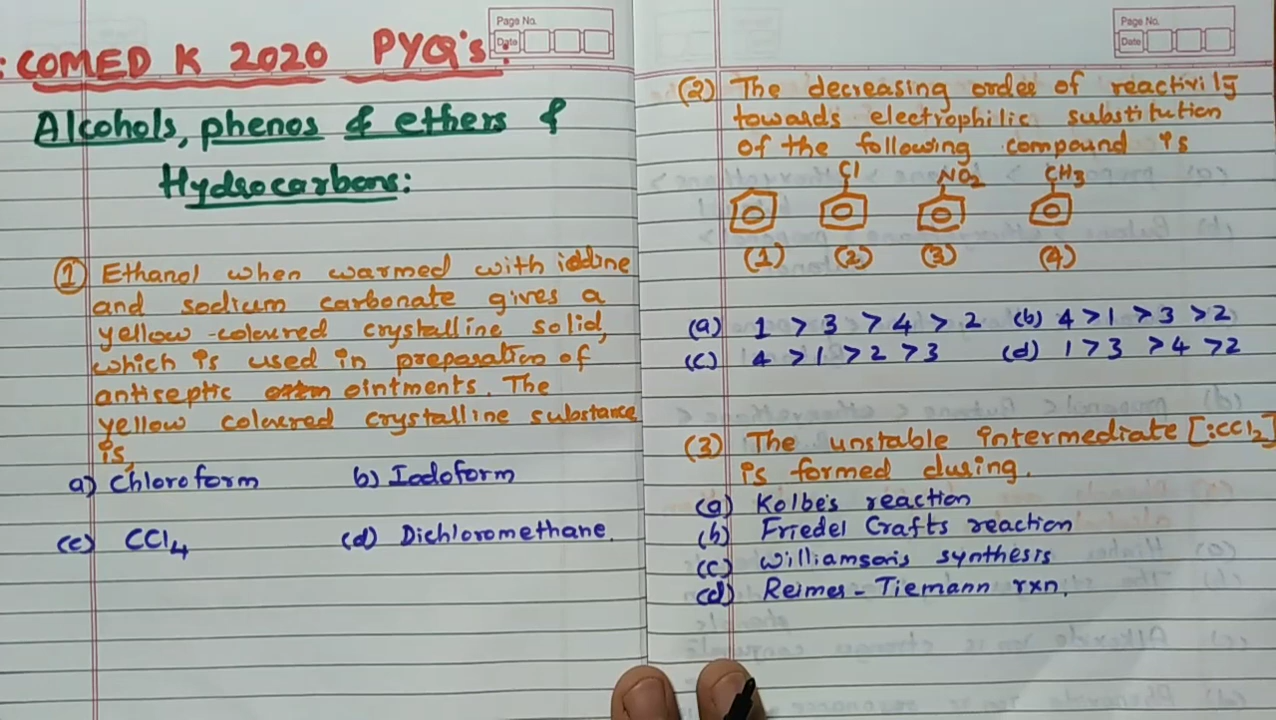 Page No.
Date
: COMED K 2020 PYQ's:
Alcohols, phenos & ethers &
Hydrocarbons:
① Ethanol when warmed with iodine
and sodium carbonate gives a
yellow-coloured crystalline solid,
which is used in preparation of
antiseptic ointments. The
yellow coloured crystalline substance
is,
a) Chloroform b) Iodoform
(c) CCl4 (d) Dichloromethane.
Page No.
Date
(2) The decreasing order of reactivity
towards electrophilic substitution
of the following compound is
Cl NO2 CH3
(1) (2) (3) (4)
(a) 1 > 3 > 4 > 2 (b) 4 > 1 > 3 > 2
(c) 4 > 1 > 2 > 3 (d) 1 > 3 > 4 > 2
(3) The unstable intermediate [:CCl2]
is formed during.
(a) Kolbe's reaction
(b) Friedel Crafts reaction
(c) Williamson's synthesis
(d) Reimer-Tiemann rxn.